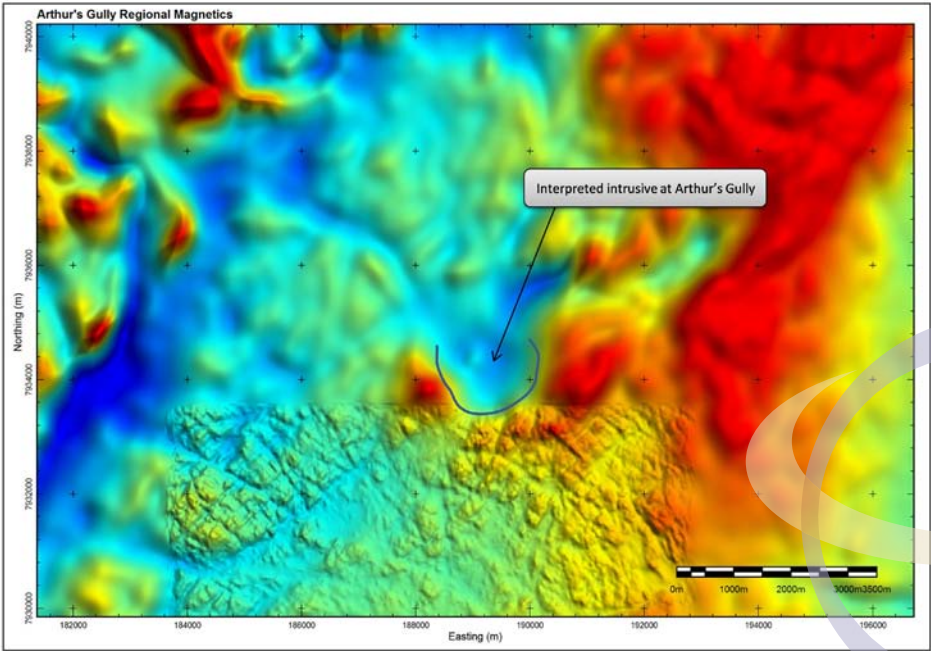 Arthur's Gully Regional Magnetics
7940000
7938000
7936000
7934000
7932000
7930000
Northing (m)
Interpreted intrusive at Arthur's Gully
0m 1000m 2000m 3000m3500m
182000 184000 186000 188000 190000 192000 194000 196000
Easting (m)